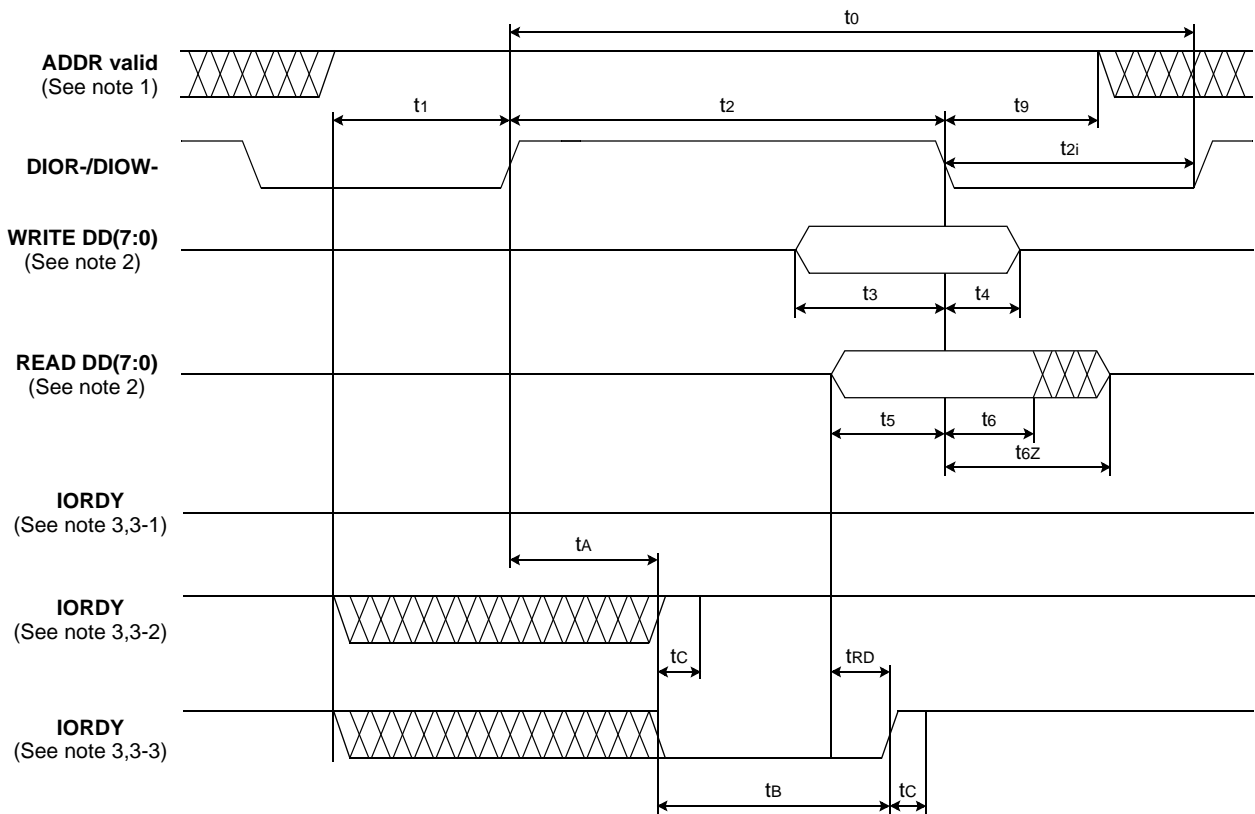 t0
ADDR valid
(See note 1)
t1
t2
t9
t2i
DIOR-/DIOW-
WRITE DD(7:0)
(See note 2)
t3
t4
READ DD(7:0)
(See note 2)
t5
t6
t6Z
IORDY
(See note 3,3-1)
tA
IORDY
(See note 3,3-2)
tC
tRD
IORDY
(See note 3,3-3)
tB
tC